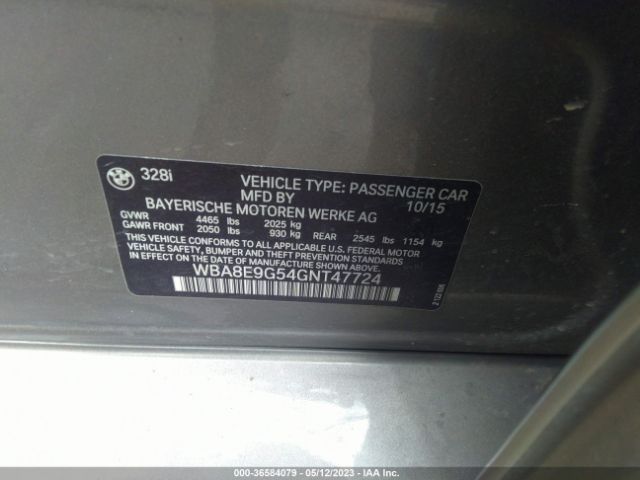 328i
VEHICLE TYPE: PASSENGER CAR
MFD BY 10/15
BAYERISCHE MOTOREN WERKE AG
GVWR 4465 lbs 2025 kg
GAWR FRONT 2050 lbs 930 kg REAR 2545 lbs 1154 kg
THIS VEHICLE CONFORMS TO ALL APPLICABLE U.S. FEDERAL MOTOR
VEHICLE SAFETY, BUMPER AND THEFT PREVENTION STANDARDS
IN EFFECT ON THE DATE OF MANUFACTURE SHOWN ABOVE.
WBA8E9G54GNT47724
000-36584079 - 05/12/2023 - IAA Inc.